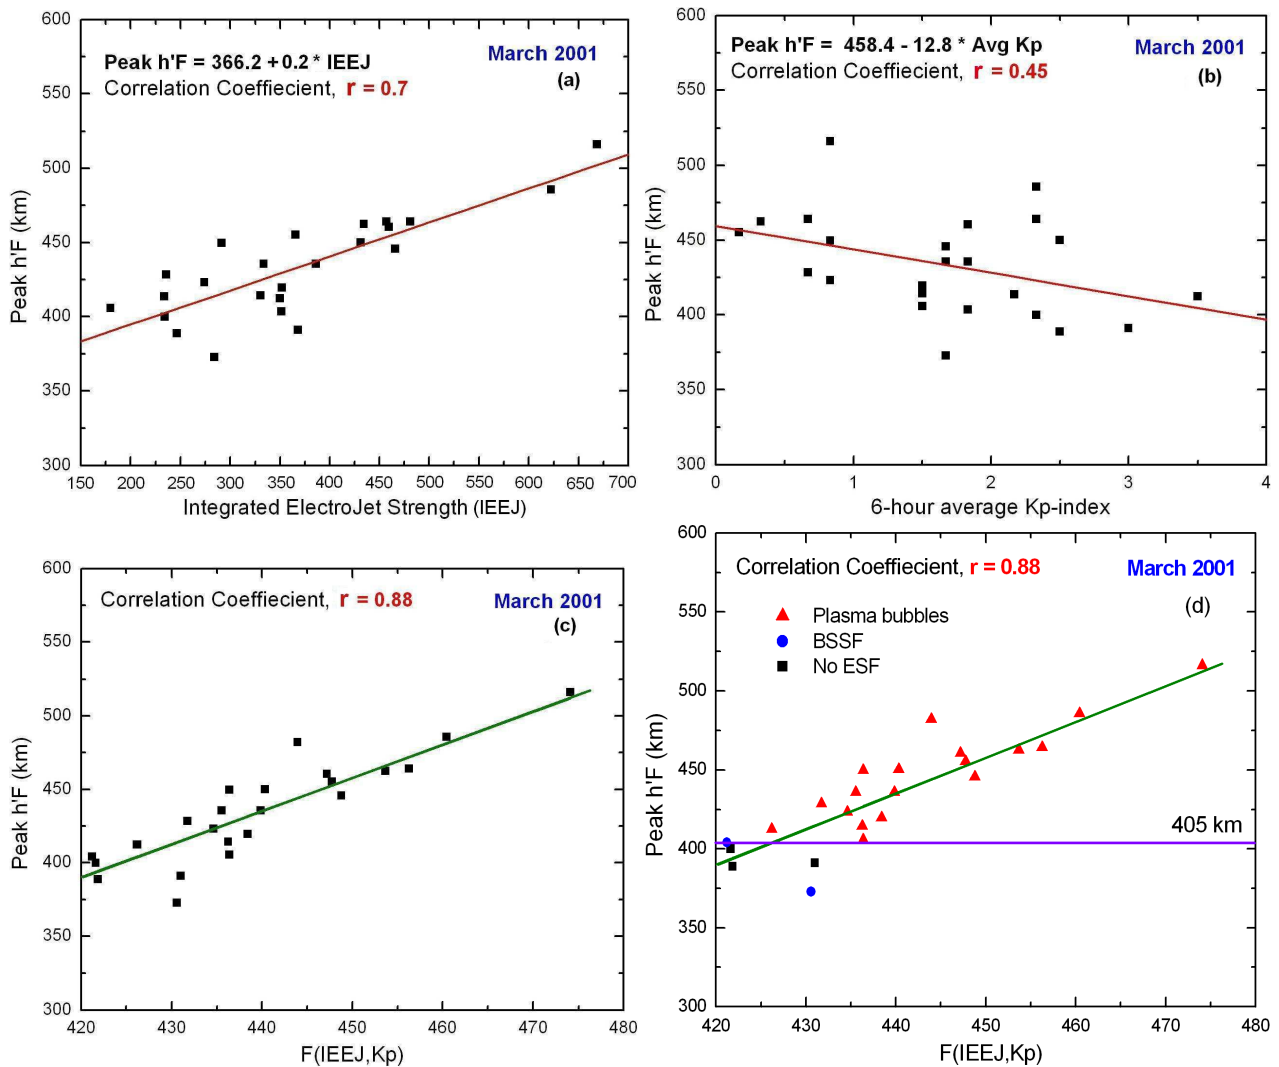 Peak h'F = 366.2 + 0.2 * IEEJ
Correlation Coeffiecient, r = 0.7
March 2001
(a)
Peak h'F (km)
600
550
500
450
400
350
300
150 200 250 300 350 400 450 500 550 600 650 700
Integrated ElectroJet Strength (IEEJ)
Peak h'F = 458.4 - 12.8 * Avg Kp
Correlation Coeffiecient, r = 0.45
March 2001
(b)
Peak h'F (km)
600
550
500
450
400
350
300
0 1 2 3 4
6-hour average Kp-index
Correlation Coeffiecient, r = 0.88
March 2001
(c)
Peak h'F (km)
600
550
500
450
400
350
300
420 430 440 450 460 470 480
F(IEEJ,Kp)
Correlation Coeffiecient, r = 0.88
March 2001
(d)
Plasma bubbles
BSSF
No ESF
405 km
Peak h'F (km)
600
550
500
450
400
350
300
420 430 440 450 460 470 480
F(IEEJ,Kp)